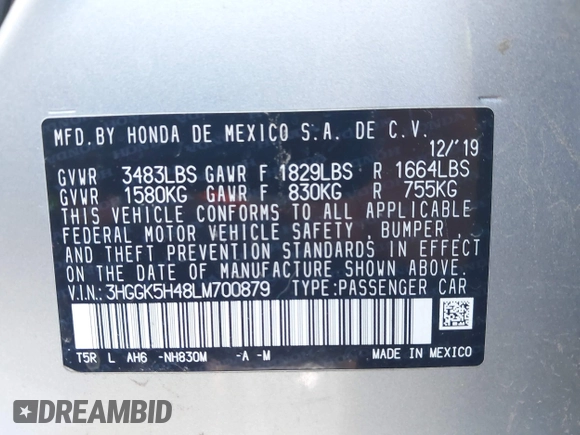 MFD. BY HONDA DE MEXICO S.A. DE C.V.
12/'19
GVWR 3483LBS GAWR F 1829LBS R 1664LBS
GVWR 1580KG GAWR F 830KG R 755KG
THIS VEHICLE CONFORMS TO ALL APPLICABLE
FEDERAL MOTOR VEHICLE SAFETY, BUMPER ,
AND THEFT PREVENTION STANDARDS IN EFFECT
ON THE DATE OF MANUFACTURE SHOWN ABOVE.
V.I.N.: 3HGGK5H48LM700879 TYPE:PASSENGER CAR
T5R L AH6 -NH830M -A -M
MADE IN MEXICO
DREAMBID